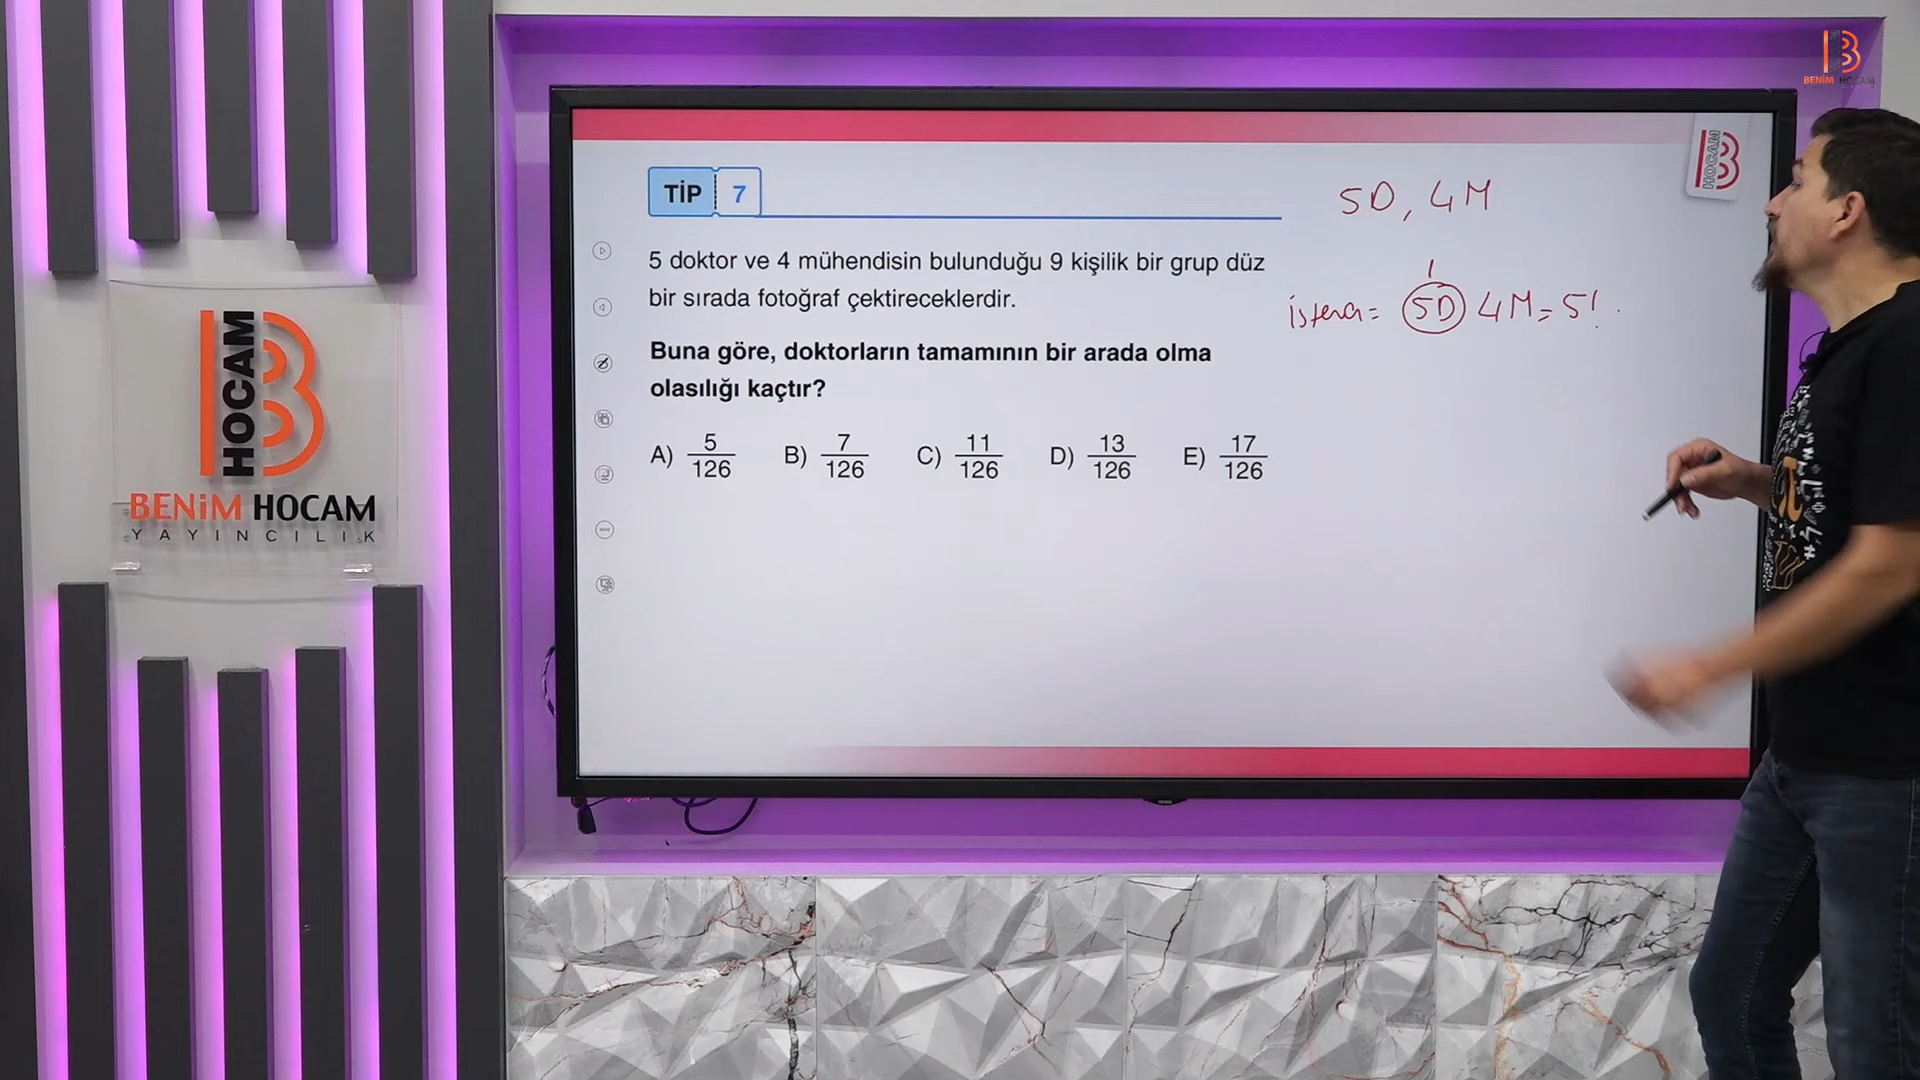 BENİM HOCAM
HOCAM
BENİM HOCAM
YAYINCILIK
HOCAM
TİP 7
5 doktor ve 4 mühendisin bulunduğu 9 kişilik bir grup düz
bir sırada fotoğraf çektireceklerdir.
Buna göre, doktorların tamamının bir arada olma
olasılığı kaçtır?
A) 5/126 B) 7/126 C) 11/126 D) 13/126 E) 17/126
5D, 4M
1
İstenen = 5D 4M = 5! .